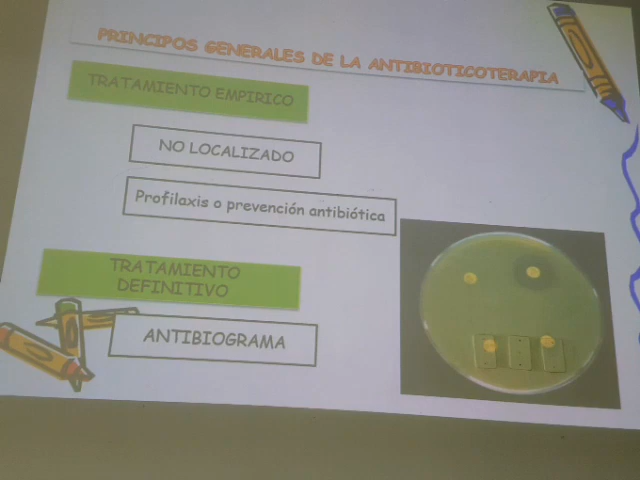 PRINCIPOS GENERALES DE LA ANTIBIOTICOTERAPIA
TRATAMIENTO EMPIRICO
NO LOCALIZADO
Profilaxis o prevención antibiótica
TRATAMIENTO
DEFINITIVO
ANTIBIOGRAMA